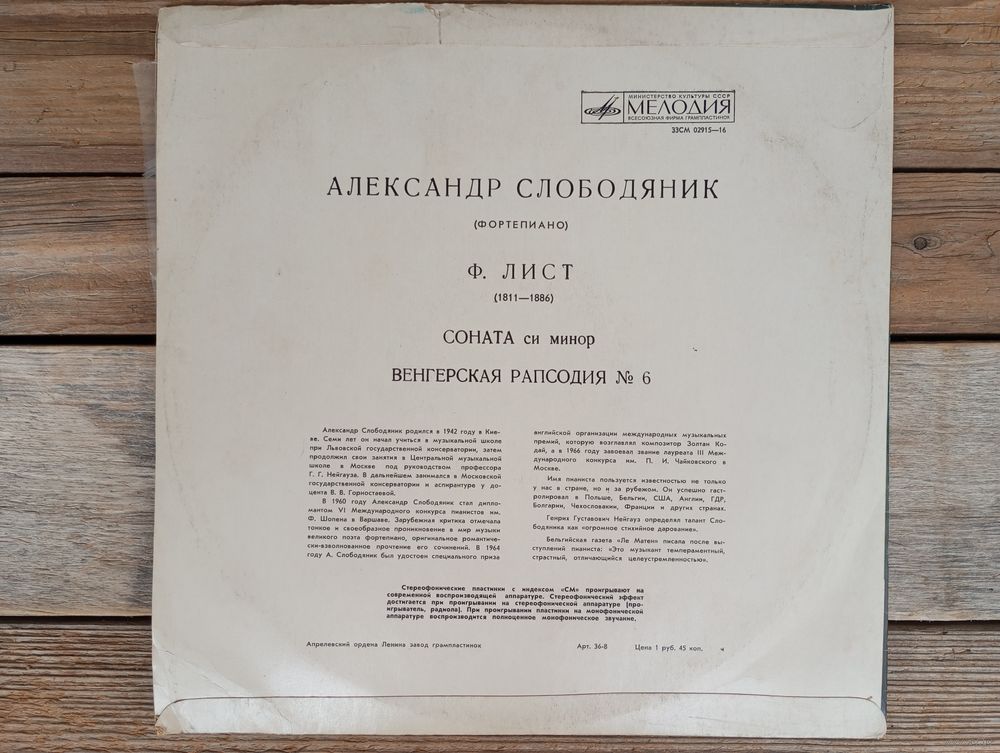 МИНИСТЕРСТВО КУЛЬТУРЫ СССР
МЕЛОДИЯ
ВСЕСОЮЗНАЯ ФИРМА ГРАМПЛАСТИНОК
33СМ 02915—16
АЛЕКСАНДР СЛОБОДЯНИК
(ФОРТЕПИАНО)
Ф. ЛИСТ
(1811—1886)
СОНАТА си минор
ВЕНГЕРСКАЯ РАПСОДИЯ № 6
Александр Слободяник родился в 1942 году в Кие-
ве. Семи лет он начал учиться в музыкальной школе
при Львовской государственной консерватории, затем
продолжил свои занятия в Центральной музыкальной
школе в Москве под руководством профессора
Г. Г. Нейгауза. В дальнейшем занимался в Московской
государственной консерватории и аспирантуре у до-
цента В. В. Горностаевой.
В 1960 году Александр Слободяник стал дипло-
мантом VI Международного конкурса пианистов им.
Ф. Шопена в Варшаве. Зарубежная критика отмечала
тонкое и своеобразное проникновение в мир музыки
великого поэта фортепиано, оригинальное романтиче-
ски-взволнованное прочтение его сочинений. В 1964
году А. Слободяник был удостоен специального приза
английской организации международных музыкальных
премий, которую возглавлял композитор Золтан Ко-
дай, а в 1966 году завоевал звание лауреата III Меж-
дународного конкурса им. П. И. Чайковского в
Москве.
Имя пианиста пользуется известностью не только
у нас в стране, но и за рубежом. Он успешно гаст-
ролировал в Польше, Бельгии, США, Англии, ГДР,
Болгарии, Чехословакии, Франции и других странах.
Генрих Густавович Нейгауз определял талант Сло-
бодяника как «огромное стихийное дарование».
Бельгийская газета «Ле Матен» писала после вы-
ступлений пианиста: «Это музыкант темпераментный,
страстный, отличающийся целеустремленностью».
Стереофонические пластинки с индексом «СМ» проигрывают на
современной воспроизводящей аппаратуре. Стереофонический эффект
достигается при проигрывании на стереофонической аппаратуре (про-
игрыватель, радиола). При проигрывании пластинки на монофонической
аппаратуре воспроизводится полноценное монофоническое звучание.
Апрелевский ордена Ленина завод грампластинок
Арт. 36-8
Цена 1 руб. 45 коп.